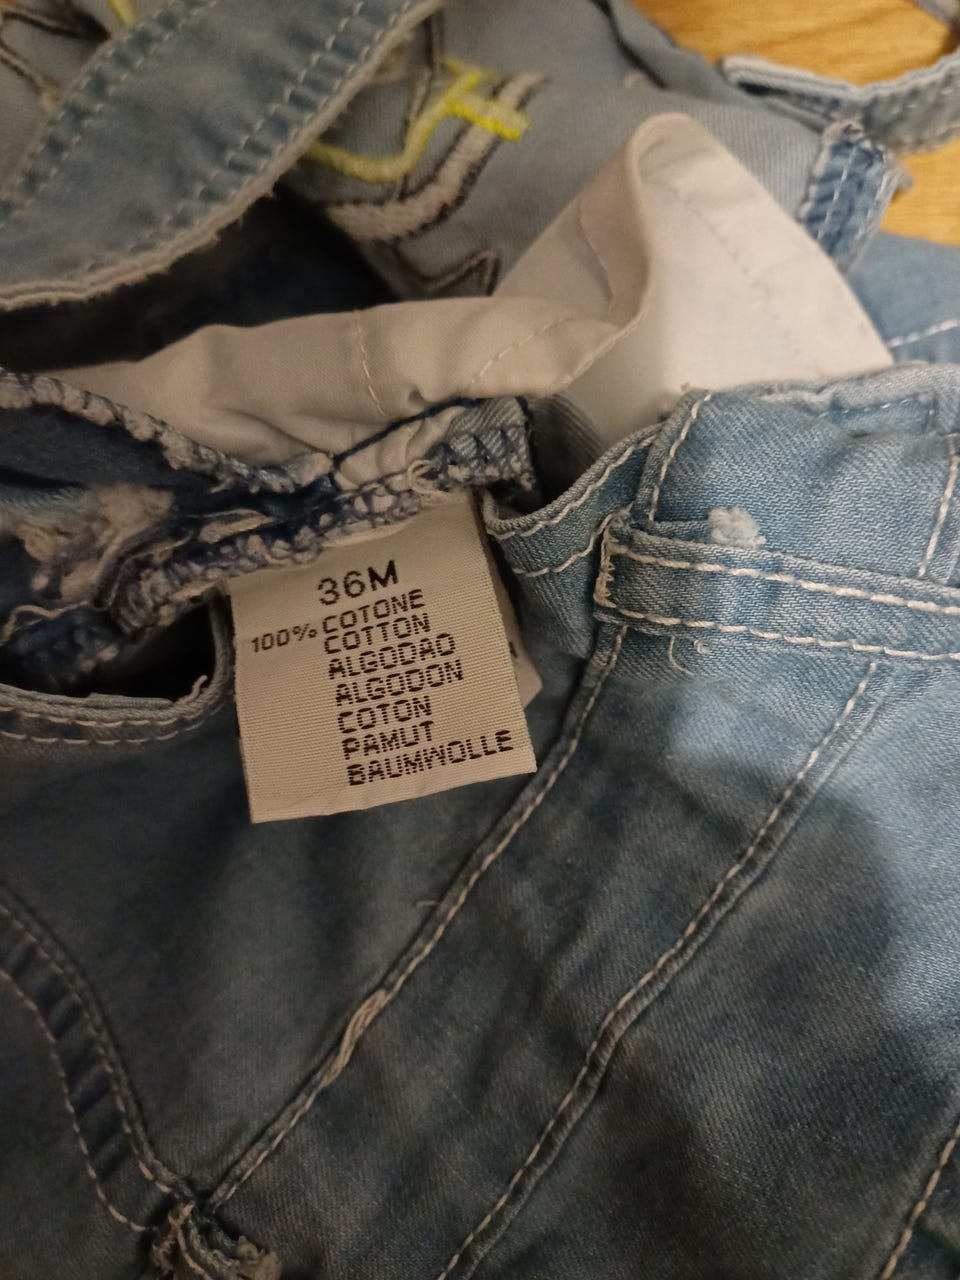 36M
100% COTONE
COTTON
ALGODAO
ALGODON
COTON
PAMUT
BAUMWOLLE